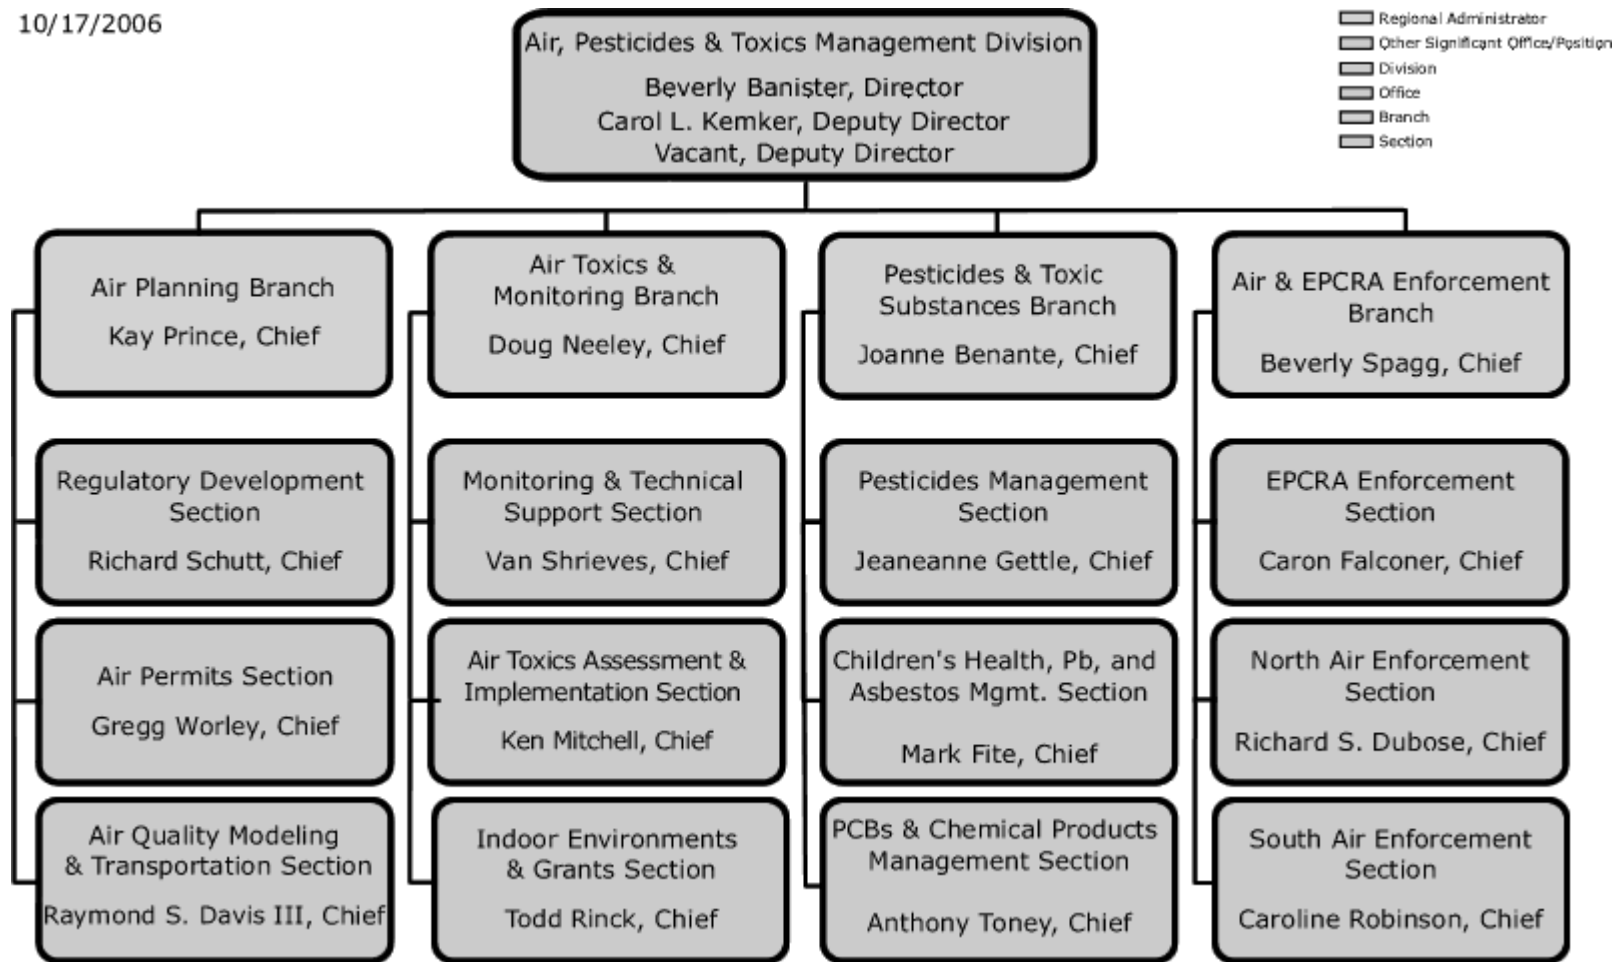 10/17/2006
Air, Pesticides & Toxics Management Division
Beverly Banister, Director
Carol L. Kemker, Deputy Director
Vacant, Deputy Director
Regional Administrator
Other Significant Office/Position
Division
Office
Branch
Section
Air Planning Branch
Kay Prince, Chief
Regulatory Development
Section
Richard Schutt, Chief
Air Permits Section
Gregg Worley, Chief
Air Quality Modeling
& Transportation Section
Raymond S. Davis III, Chief
Air Toxics &
Monitoring Branch
Doug Neeley, Chief
Monitoring & Technical
Support Section
Van Shrieves, Chief
Air Toxics Assessment &
Implementation Section
Ken Mitchell, Chief
Indoor Environments
& Grants Section
Todd Rinck, Chief
Pesticides & Toxic
Substances Branch
Joanne Benante, Chief
Pesticides Management
Section
Jeaneanne Gettle, Chief
Children's Health, Pb, and
Asbestos Mgmt. Section
Mark Fite, Chief
PCBs & Chemical Products
Management Section
Anthony Toney, Chief
Air & EPCRA Enforcement
Branch
Beverly Spagg, Chief
EPCRA Enforcement
Section
Caron Falconer, Chief
North Air Enforcement
Section
Richard S. Dubose, Chief
South Air Enforcement
Section
Caroline Robinson, Chief